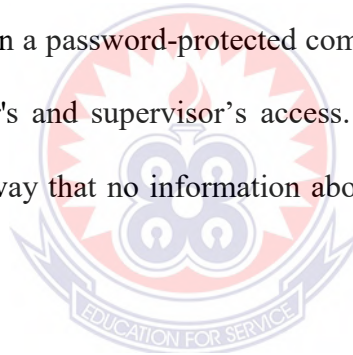 n a password-protected com
's and supervisor's access.
way that no information abo
EDUCATION FOR SERVICE